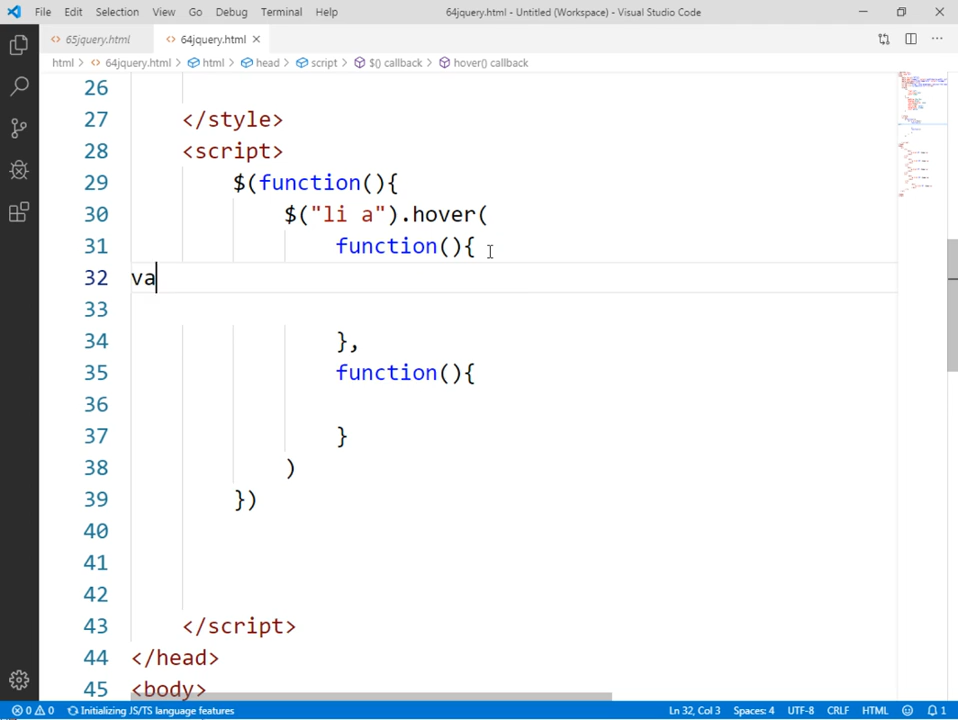 File Edit Selection View Go Debug Terminal Help 64jquery.html - Untitled (Workspace) - Visual Studio Code
65jquery.html 64jquery.html
html > 64jquery.html > html > head > script > $() callback > hover() callback
26
27 </style>
28 <script>
29 $(function(){
30 $("li a").hover(
31 function(){
32 va
33
34 },
35 function(){
36
37 }
38 )
39 })
40
41
42
43 </script>
44 </head>
45 <body>
0 0 Initializing JS/TS language features Ln 32, Col 3 Spaces: 4 UTF-8 CRLF HTML 1